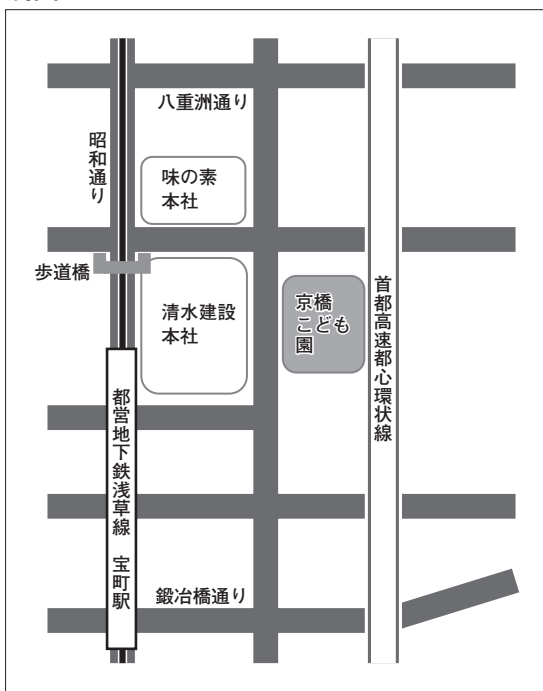 八重洲通り
昭和通り
味の素
本社
歩道橋
清水建設
本社
京橋
こども
園
首都高速都心環状線
都営地下鉄浅草線 宝町駅
鍛冶橋通り